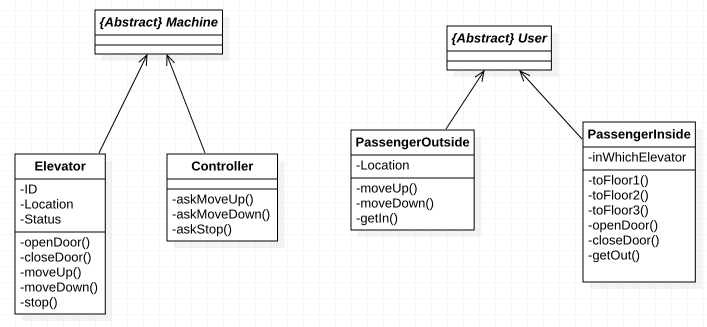 {Abstract} Machine
Elevator
-ID
-Location
-Status
-openDoor()
-closeDoor()
-moveUp()
-moveDown()
-stop()
Controller
-askMoveUp()
-askMoveDown()
-askStop()
{Abstract} User
PassengerOutside
-Location
-moveUp()
-moveDown()
-getIn()
PassengerInside
-inWhichElevator
-toFloor1()
-toFloor2()
-toFloor3()
-openDoor()
-closeDoor()
-getOut()